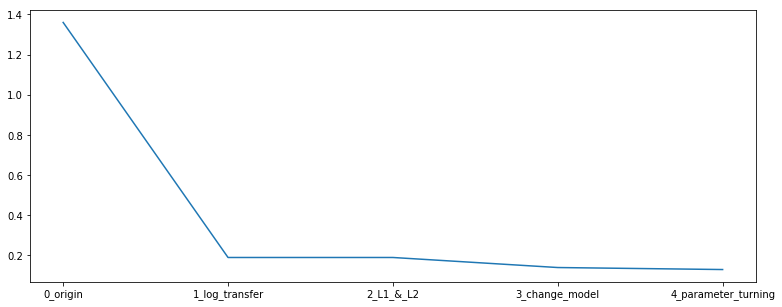 1.4
1.2
1.0
0.8
0.6
0.4
0.2
0_origin
1_log_transfer
2_L1_&_L2
3_change_model
4_parameter_turning